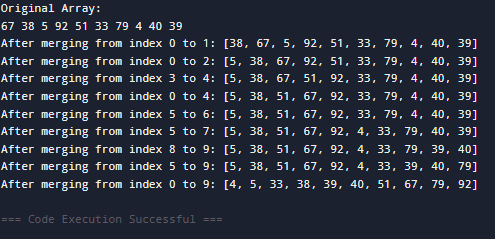 Original Array:
67 38 5 92 51 33 79 4 40 39
After merging from index 0 to 1: [38, 67, 5, 92, 51, 33, 79, 4, 40, 39]
After merging from index 0 to 2: [5, 38, 67, 92, 51, 33, 79, 4, 40, 39]
After merging from index 3 to 4: [5, 38, 67, 51, 92, 33, 79, 4, 40, 39]
After merging from index 0 to 4: [5, 38, 51, 67, 92, 33, 79, 4, 40, 39]
After merging from index 5 to 6: [5, 38, 51, 67, 92, 33, 79, 4, 40, 39]
After merging from index 5 to 7: [5, 38, 51, 67, 92, 4, 33, 79, 40, 39]
After merging from index 8 to 9: [5, 38, 51, 67, 92, 4, 33, 79, 39, 40]
After merging from index 5 to 9: [5, 38, 51, 67, 92, 4, 33, 39, 40, 79]
After merging from index 0 to 9: [4, 5, 33, 38, 39, 40, 51, 67, 79, 92]
=== Code Execution Successful ===